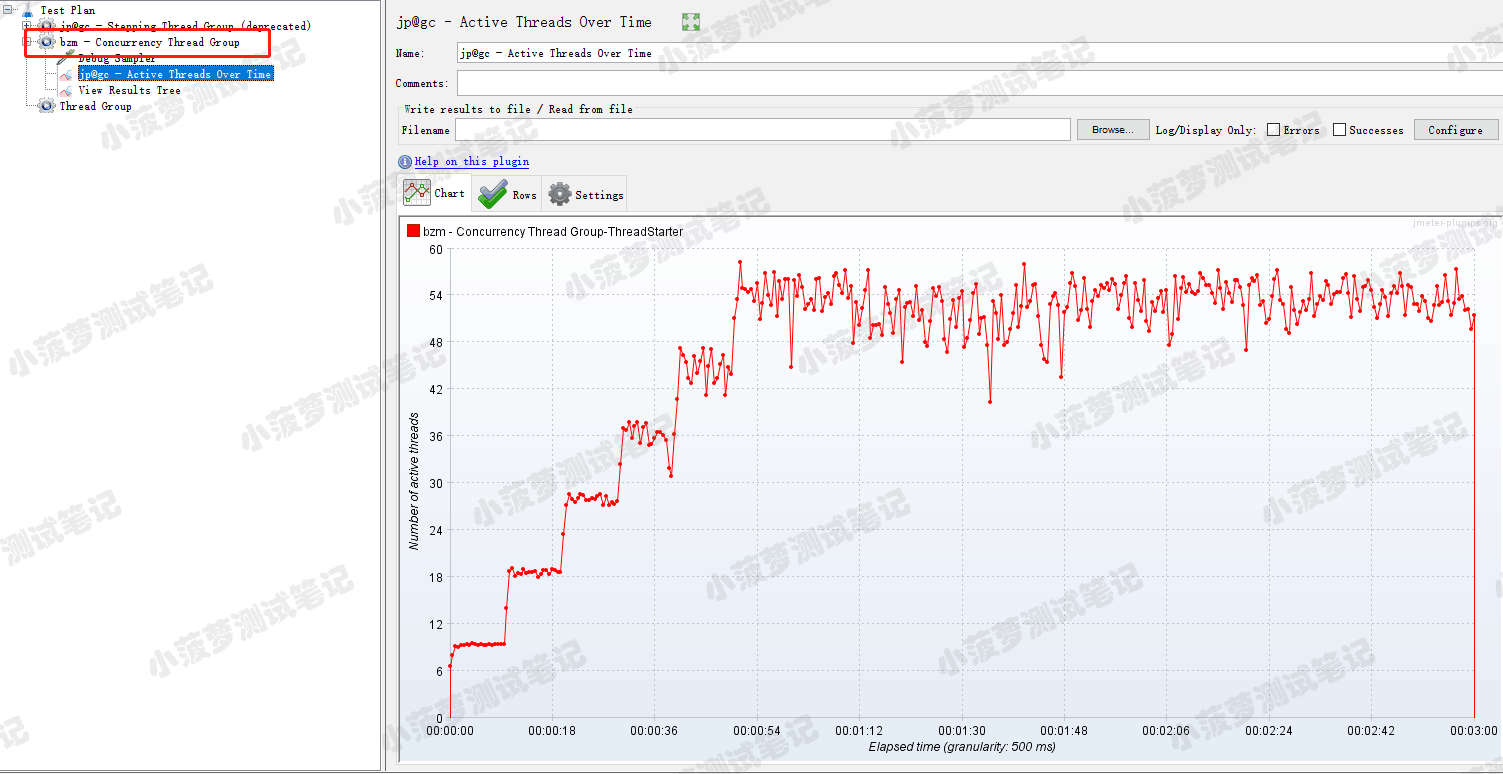 Test Plan
jp@gc - Stepping Thread Group (deprecated)
bzm - Concurrency Thread Group
Debug Sampler
jp@gc - Active Threads Over Time
View Results Tree
Thread Group
jp@gc - Active Threads Over Time
Name: jp@gc - Active Threads Over Time
Comments:
Write results to file / Read from file
Filename Browse... Log/Display Only: Errors Successes Configure
Help on this plugin
Chart Rows Settings
jmeter-plugins.org
bzm - Concurrency Thread Group-ThreadStarter
60
54
48
42
36
30
24
18
12
6
0
Number of active threads
00:00:00 00:00:18 00:00:36 00:00:54 00:01:12 00:01:30 00:01:48 00:02:06 00:02:24 00:02:42 00:03:00
Elapsed time (granularity: 500 ms)
小菠萝测试笔记